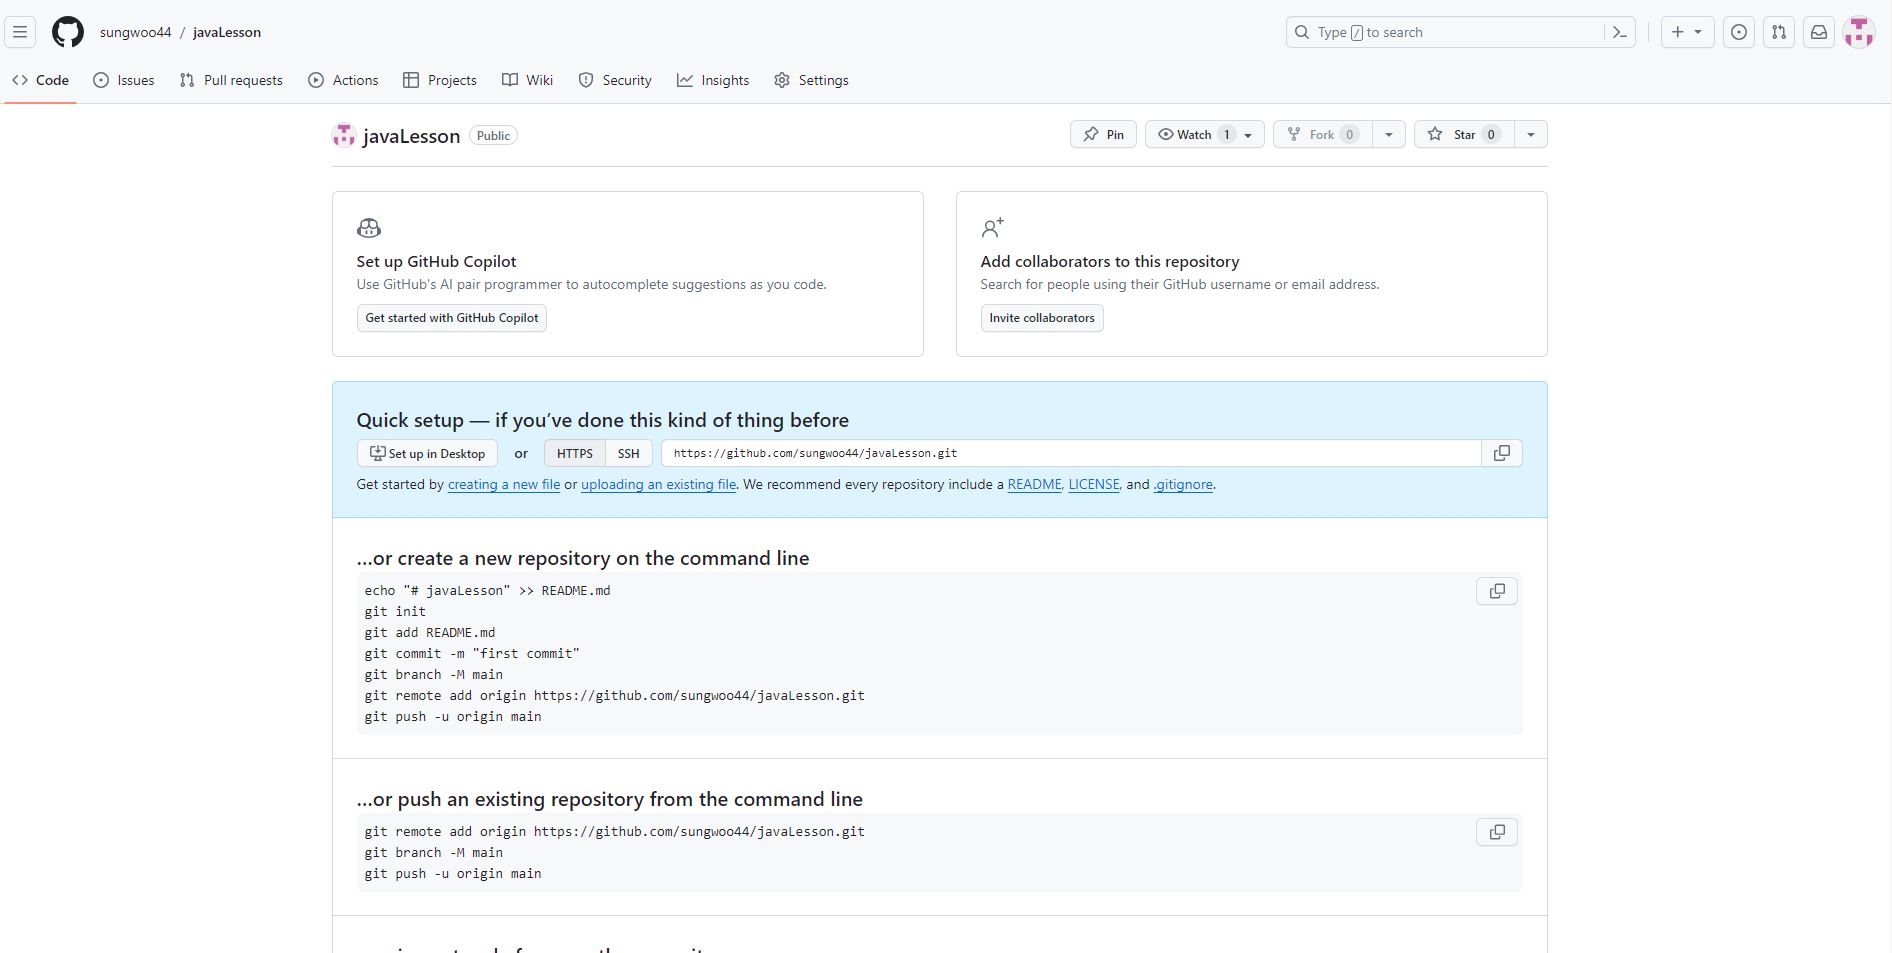 sungwoo44 / javaLesson
Type / to search
Code Issues Pull requests Actions Projects Wiki Security Insights Settings
javaLesson Public
Pin Watch 1 Fork 0 Star 0
Set up GitHub Copilot
Use GitHub's AI pair programmer to autocomplete suggestions as you code.
Get started with GitHub Copilot
Add collaborators to this repository
Search for people using their GitHub username or email address.
Invite collaborators
Quick setup — if you’ve done this kind of thing before
Set up in Desktop or HTTPS SSH https://github.com/sungwoo44/javaLesson.git
Get started by creating a new file or uploading an existing file. We recommend every repository include a README, LICENSE, and .gitignore.
…or create a new repository on the command line
echo "# javaLesson" >> README.md
git init
git add README.md
git commit -m "first commit"
git branch -M main
git remote add origin https://github.com/sungwoo44/javaLesson.git
git push -u origin main
…or push an existing repository from the command line
git remote add origin https://github.com/sungwoo44/javaLesson.git
git branch -M main
git push -u origin main